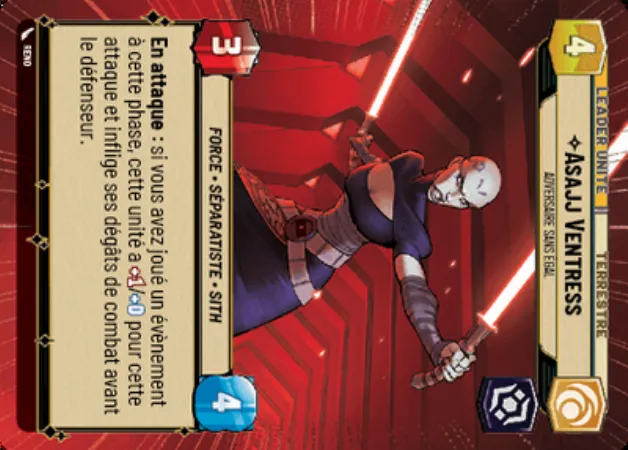 LEADER UNITÉ
TERRESTRE
4
✧ ASAJJ VENTRESS
ADVERSAIRE SANS ÉGAL
3
FORCE • SÉPARATISTE • SITH
4
En attaque : si vous avez joué un évènement
à cette phase, cette unité a +1/+0 pour cette
attaque et inflige ses dégâts de combat avant
le défenseur.
RENO